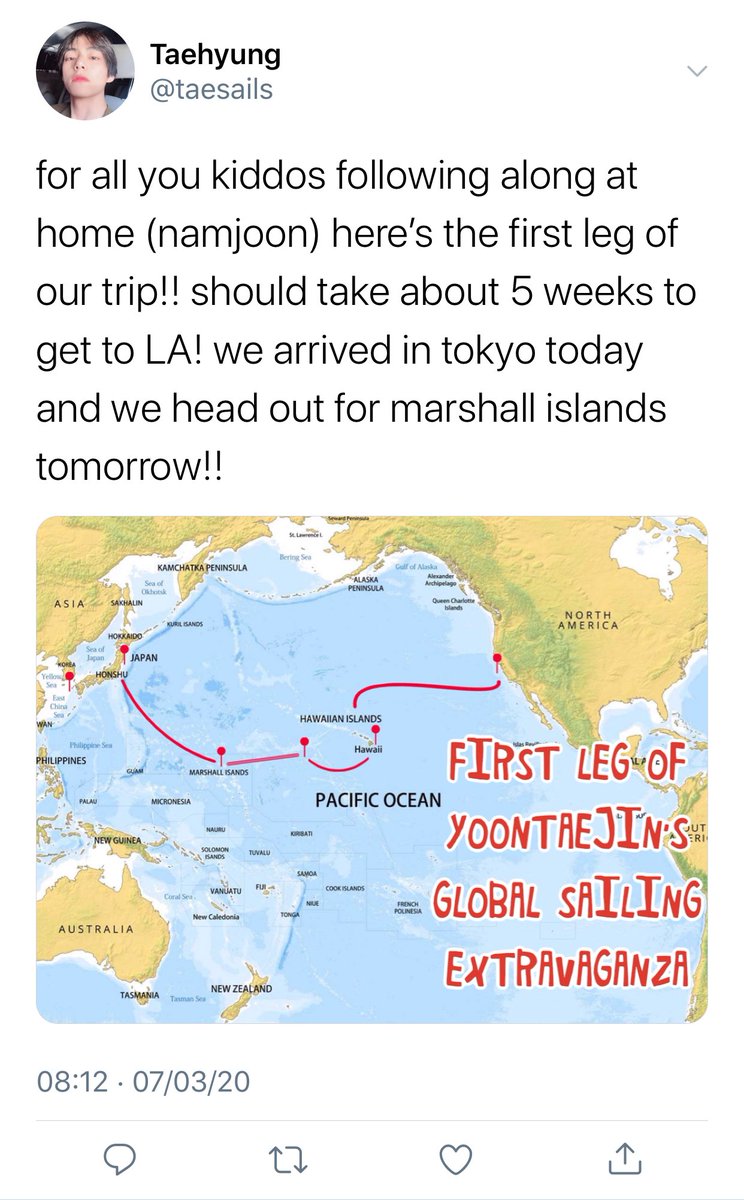 Taehyung
@taesails
for all you kiddos following along at
home (namjoon) here's the first leg of
our trip!! should take about 5 weeks to
get to LA! we arrived in tokyo today
and we head out for marshall islands
tomorrow!!
Seward Peninsula
St. Lawrence I.
Bering Sea
KAMCHATKA PENINSULA
Gulf of Alaska
ALASKA
PENINSULA
Alexander
Archipelago
Sea of
Okhotsk
ASIA
SAKHALIN
Queen Charlotte
Islands
NORTH
AMERICA
KURIL ISANDS
HOKKAIDO
Sea of
Japan
JAPAN
KOREA
HONSHU
Yellow
Sea
East
China
Sea
WAN
HAWAIIAN ISLANDS
Hawaii
Philippine Sea
PHILIPPINES
GUAM
MARSHALL ISANDS
PALAU
MICRONESIA
PACIFIC OCEAN
NAURU
KIRIBATI
NEW GUINEA
SOLOMON
ISANDS
TUVALU
SAMOA
Coral Sea
VANUATU
FIJI
COOK ISLANDS
NIUE
FRENCH
POLINESIA
New Caledonia
TONGA
AUSTRALIA
NEW ZEALAND
TASMANIA
Tasman Sea
FIRST LEG OF
YOONTAEJIN'S
GLOBAL SAILING
EXTRAVAGANZA
08:12 · 07/03/20